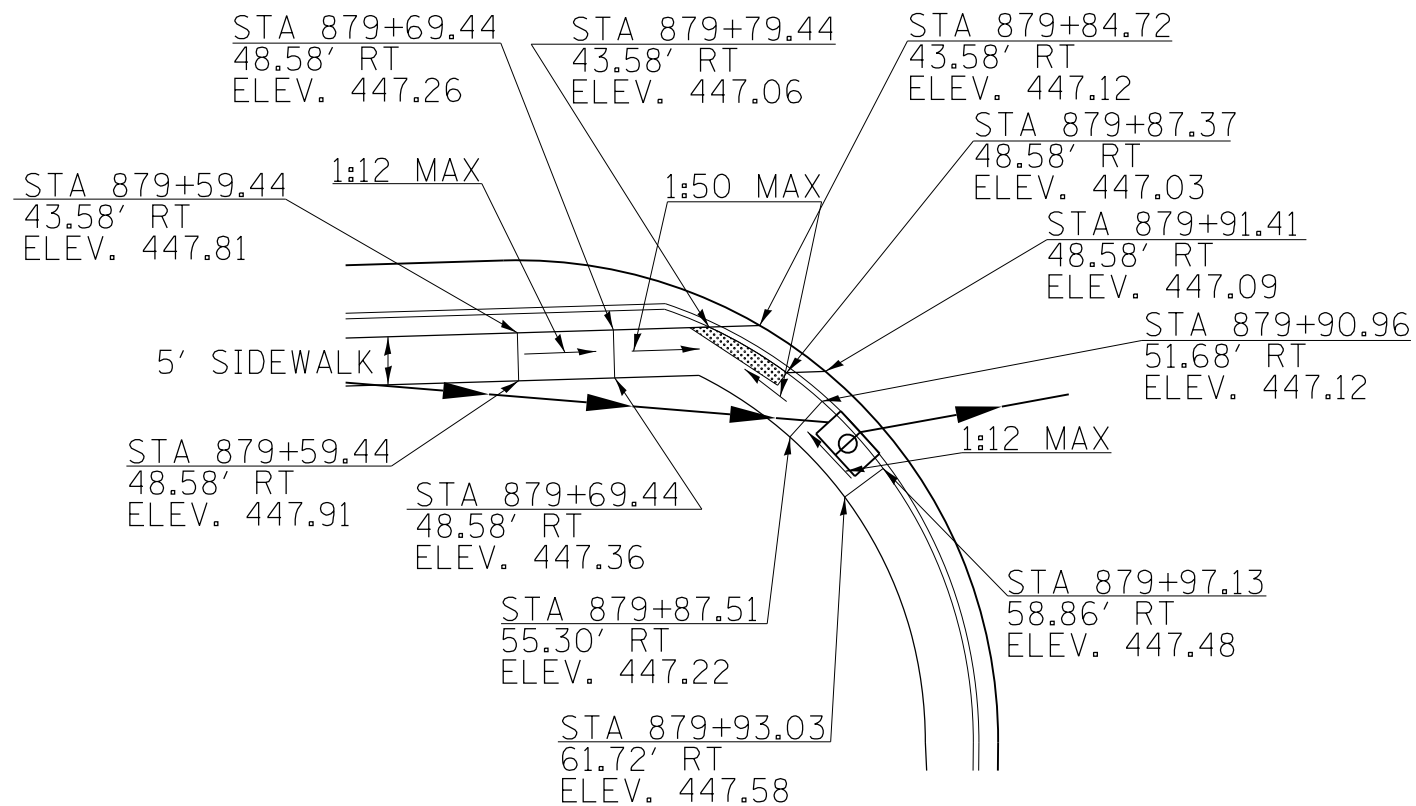 STA 879+69.44
48.58' RT
ELEV. 447.26
STA 879+79.44
43.58' RT
ELEV. 447.06
STA 879+84.72
43.58' RT
ELEV. 447.12
STA 879+87.37
48.58' RT
ELEV. 447.03
STA 879+59.44
43.58' RT
ELEV. 447.81
1:12 MAX
1:50 MAX
STA 879+91.41
48.58' RT
ELEV. 447.09
STA 879+90.96
51.68' RT
ELEV. 447.12
5' SIDEWALK
1:12 MAX
STA 879+59.44
48.58' RT
ELEV. 447.91
STA 879+69.44
48.58' RT
ELEV. 447.36
STA 879+97.13
58.86' RT
ELEV. 447.48
STA 879+87.51
55.30' RT
ELEV. 447.22
STA 879+93.03
61.72' RT
ELEV. 447.58